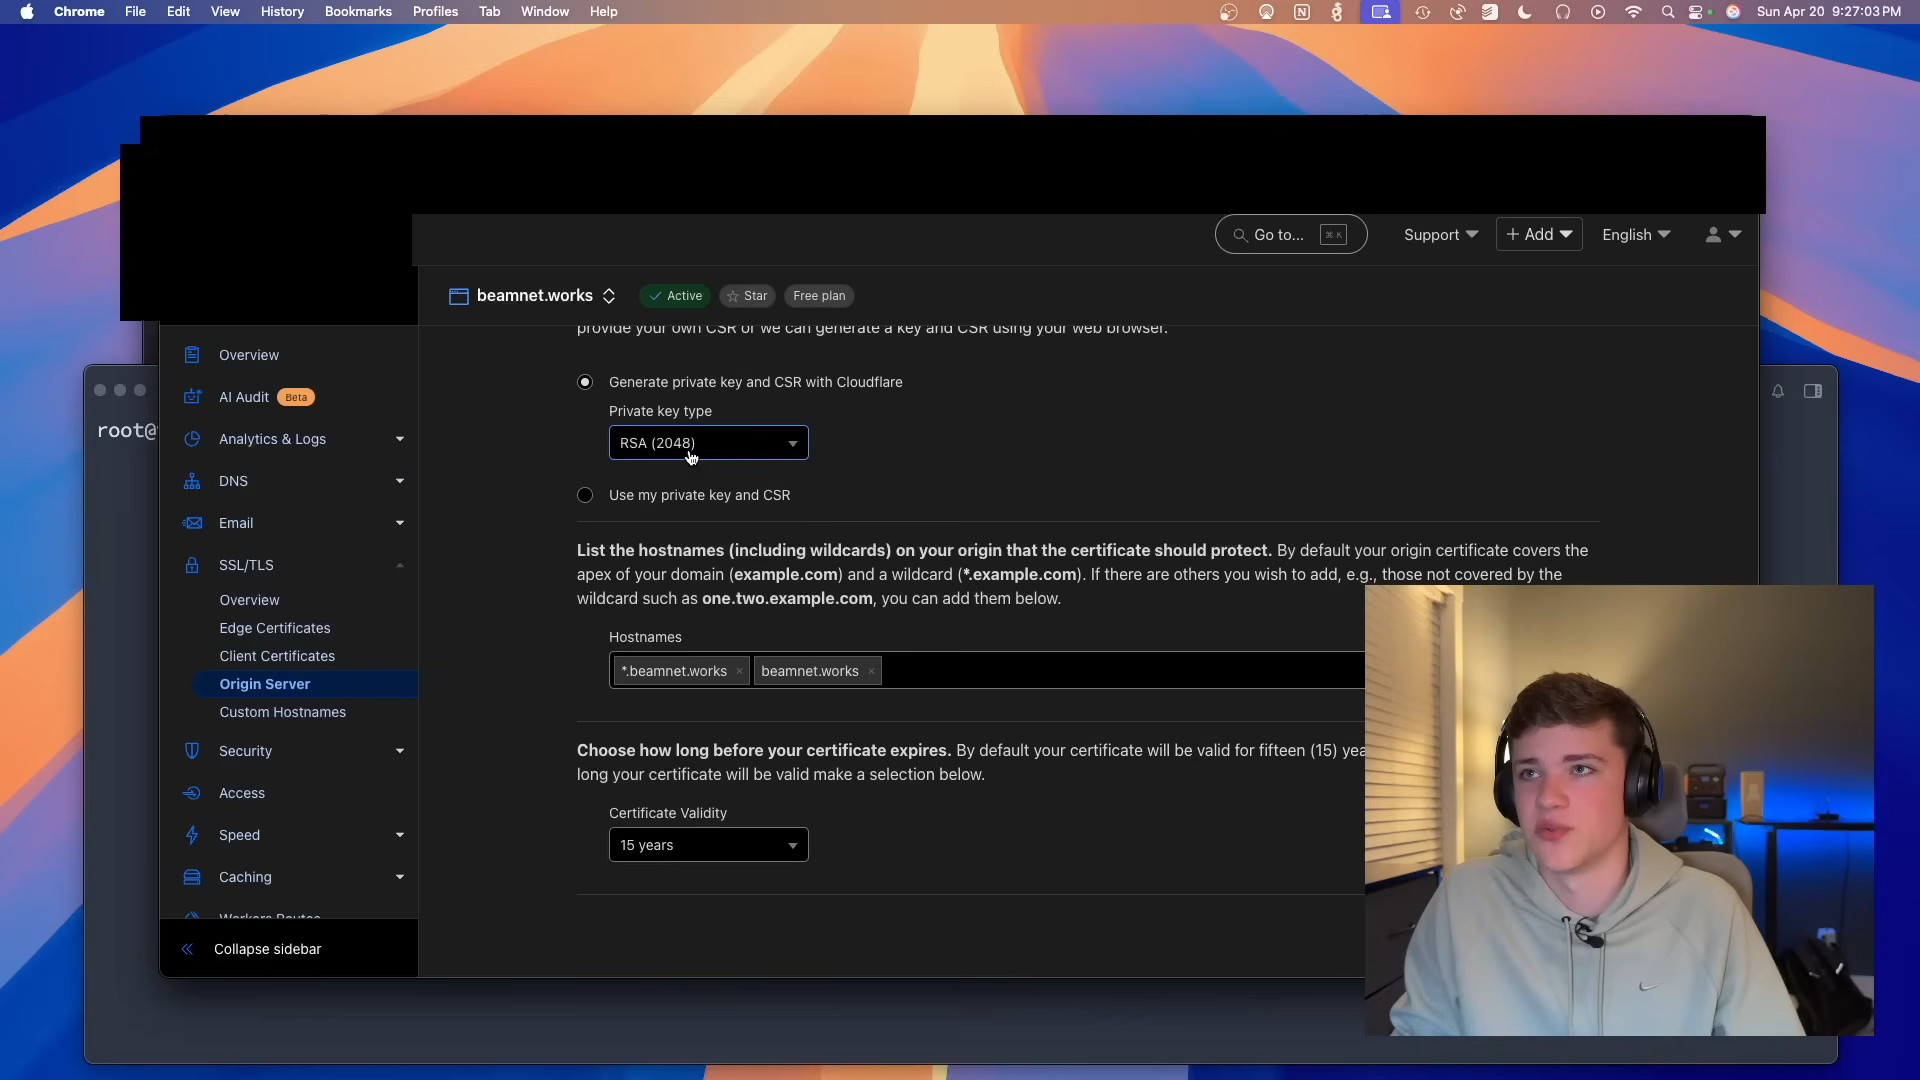 Chrome File Edit View History Bookmarks Profiles Tab Window Help
Sun Apr 20 9:27:03 PM
Go to... ⌘ K
Support
+ Add
English
beamnet.works
Active
Star
Free plan
provide your own CSR or we can generate a key and CSR using your web browser.
Overview
AI Audit Beta
Analytics & Logs
DNS
Email
SSL/TLS
Overview
Edge Certificates
Client Certificates
Origin Server
Custom Hostnames
Security
Access
Speed
Caching
Workers Routes
Collapse sidebar
root@
Generate private key and CSR with Cloudflare
Private key type
RSA (2048)
Use my private key and CSR
List the hostnames (including wildcards) on your origin that the certificate should protect. By default your origin certificate covers the
apex of your domain (example.com) and a wildcard (*.example.com). If there are others you wish to add, e.g., those not covered by the
wildcard such as one.two.example.com, you can add them below.
Hostnames
*.beamnet.works × beamnet.works ×
Choose how long before your certificate expires. By default your certificate will be valid for fifteen (15) yea
long your certificate will be valid make a selection below.
Certificate Validity
15 years